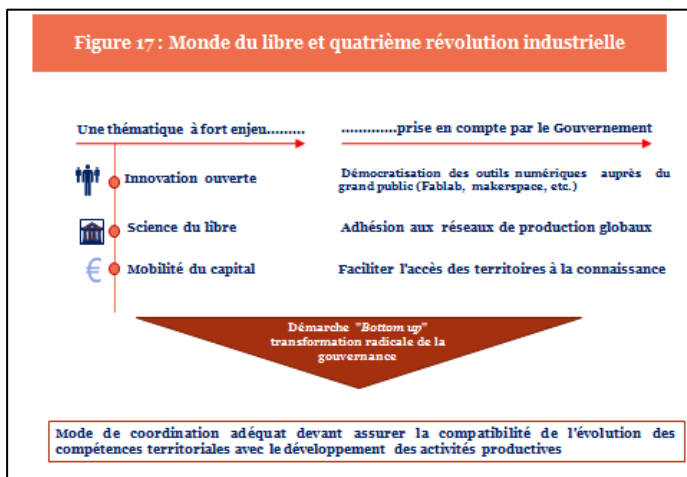 Figure 17 : Monde du libre et quatrième révolution industrielle
Une thématique à fort enjeu......... .............prise en compte par le Gouvernement
Innovation ouverte
Démocratisation des outils numériques auprès du
grand public (Fablab, makerspace, etc.)
Science du libre
Adhésion aux réseaux de production globaux
€
Mobilité du capital
Faciliter l'accès des territoires à la connaissance
Démarche "Bottom up"
transformation radicale de la
gouvernance
Mode de coordination adéquat devant assurer la compatibilité de l'évolution des
compétences territoriales avec le développement des activités productives